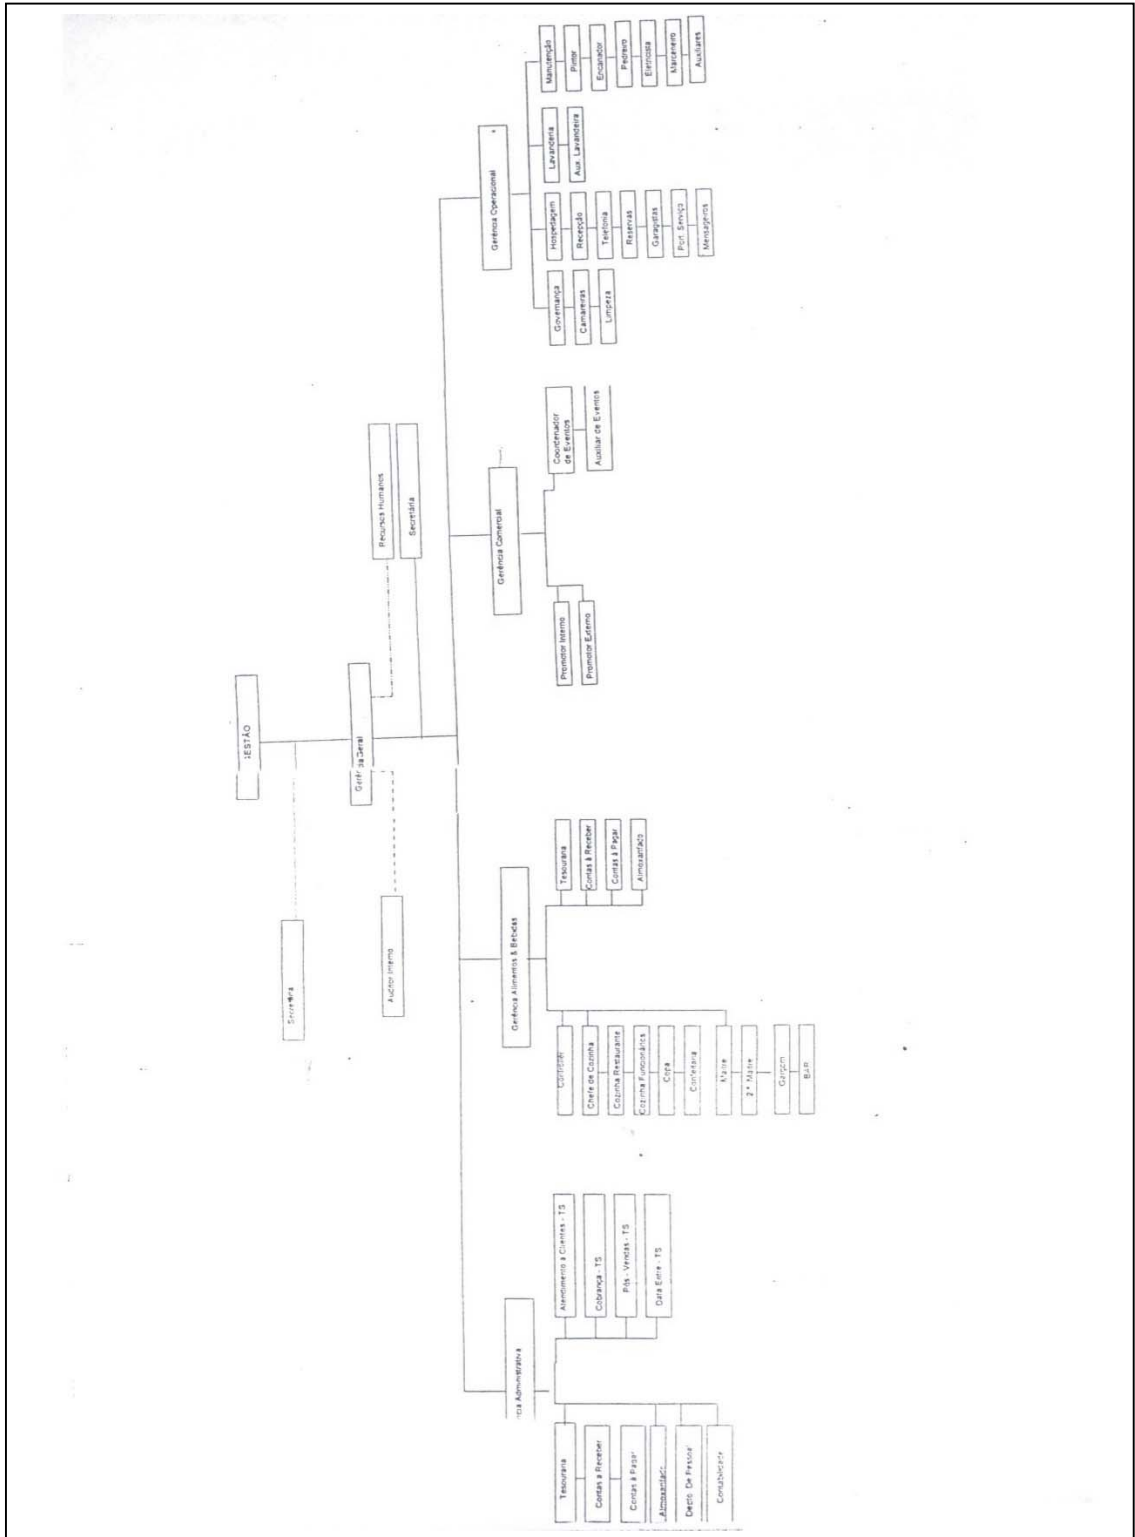 GESTÃO
Secretária
Gerência Geral
Auditor Interno
Recursos Humanos
Secretária
ncia Administrativa
Tesouraria
Contas a Receber
Contas à Pagar
Almoxarifado
Depto. De Pessoal
Contabilidade
Atendimento a Clientes - TS
Cobrança - TS
Pós - Vendas - TS
Data Entre - TS
Gerência Alimentos & Bebidas
Chefe de Cozinha
Cozinha Restaurante
Cozinha Funcionários
Copa
Confeitaria
Maitre
2º Maitre
Garçom
BAR
Tesouraria
Contas à Receber
Contas à Pagar
Almoxarifado
Gerência Comercial
Promotor Interno
Promotor Externo
Coordenador
de Eventos
Auxiliar de Eventos
Gerência Operacional
Governança
Camareiras
Limpeza
Hospedagem
Recepção
Telefonia
Reservas
Garagistas
Port. Serviço
Mensageiros
Lavanderia
Aux. Lavandeira
Manutenção
Pintor
Encanador
Pedreiro
Eletricista
Marceneiro
Auxiliares